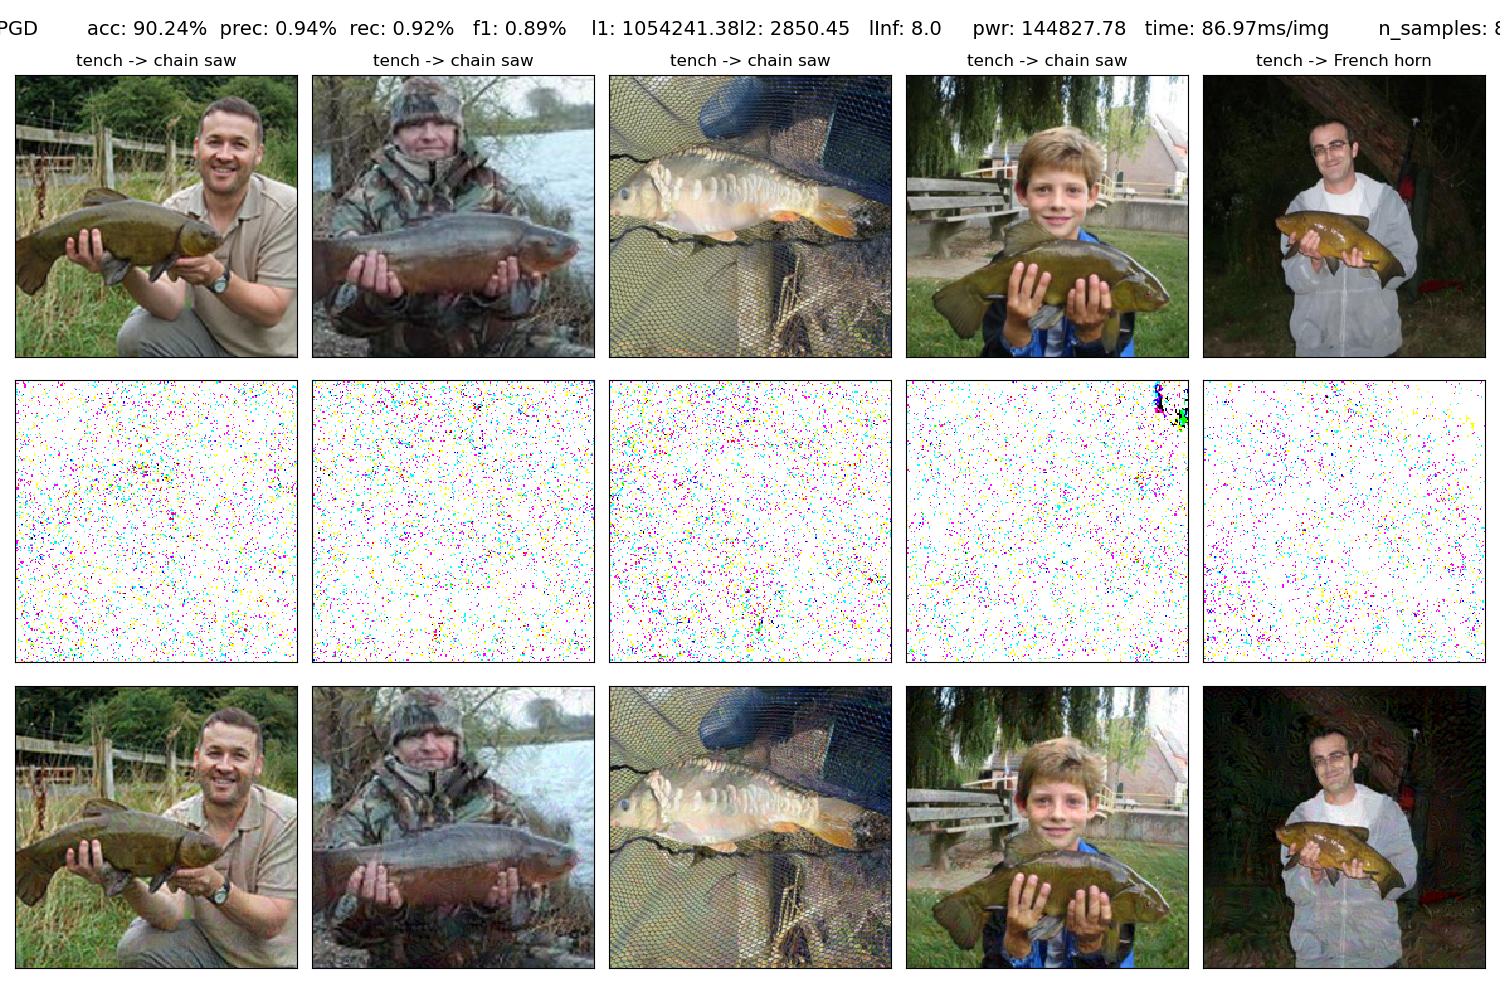 PGD acc: 90.24% prec: 0.94% rec: 0.92% f1: 0.89% l1: 1054241.38l2: 2850.45 lInf: 8.0 pwr: 144827.78 time: 86.97ms/img n_samples:
tench -> chain saw tench -> chain saw tench -> chain saw tench -> chain saw tench -> French horn